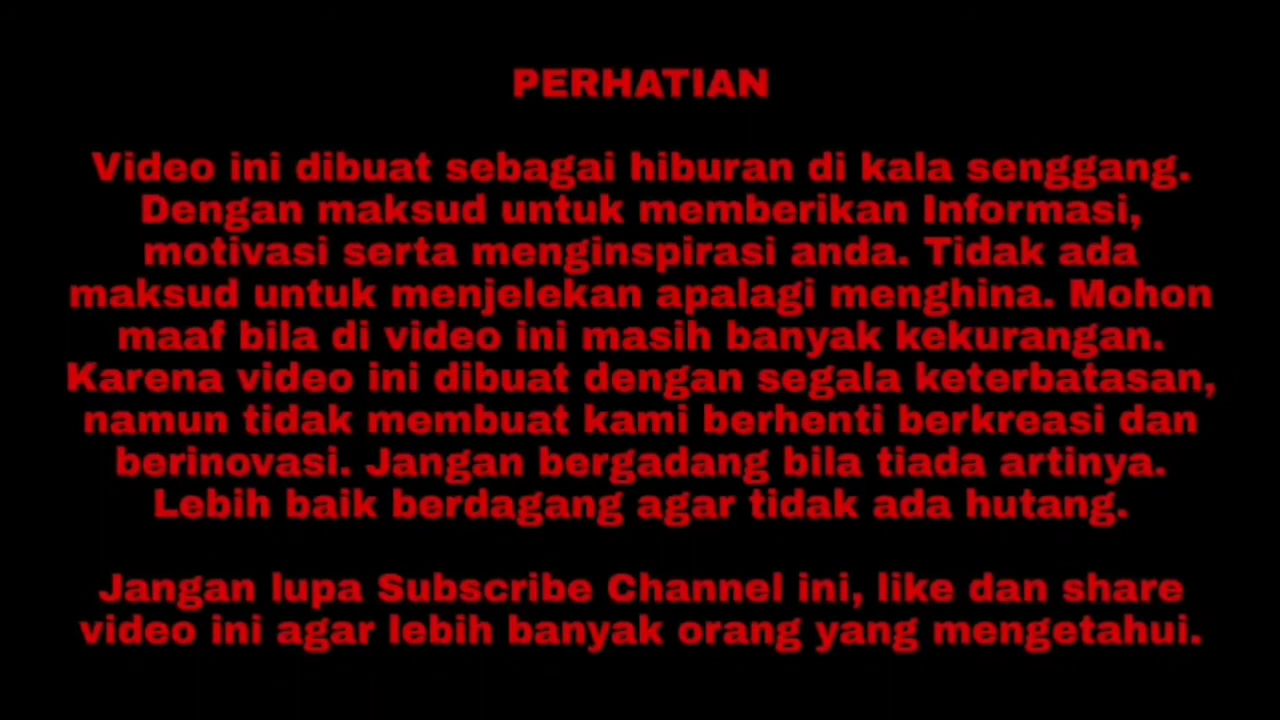 PERHATIAN
Video ini dibuat sebagai hiburan di kala senggang.
Dengan maksud untuk memberikan Informasi,
motivasi serta menginspirasi anda. Tidak ada
maksud untuk menjelekan apalagi menghina. Mohon
maaf bila di video ini masih banyak kekurangan.
Karena video ini dibuat dengan segala keterbatasan,
namun tidak membuat kami berhenti berkreasi dan
berinovasi. Jangan bergadang bila tiada artinya.
Lebih baik berdagang agar tidak ada hutang.
Jangan lupa Subscribe Channel ini, like dan share
video ini agar lebih banyak orang yang mengetahui.